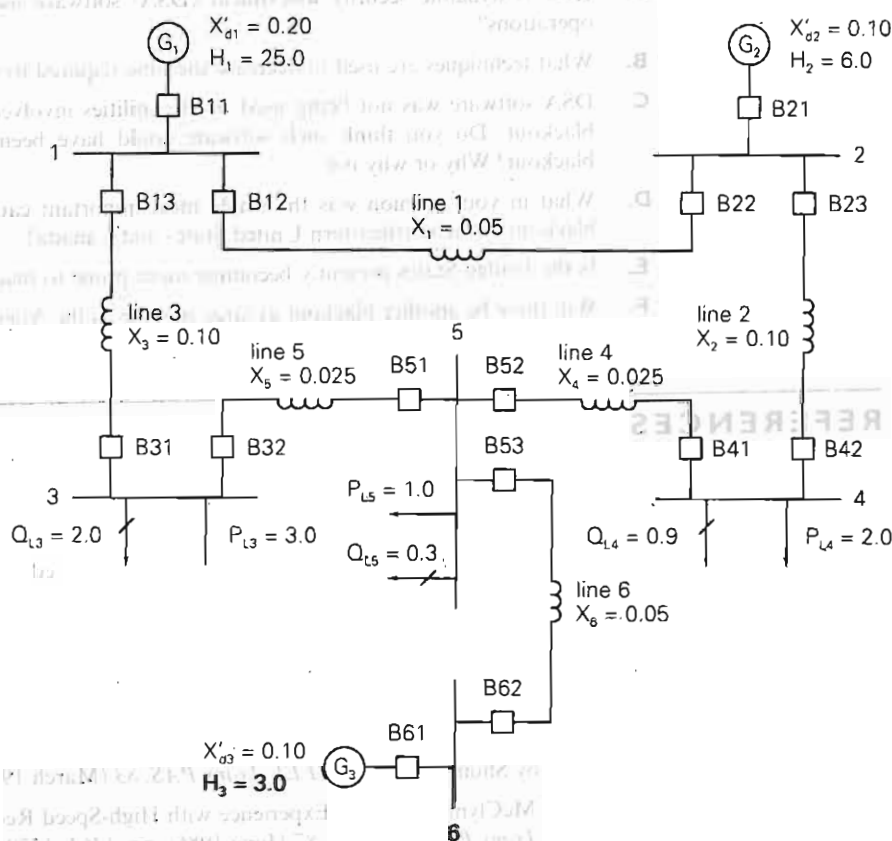 X'd1 = 0.20
H1 = 25.0
G1
X'd2 = 0.10
H2 = 6.0
G2
B11
B21
1
2
B13
B12
line 1
X1 = 0.05
B22
B23
line 3
X3 = 0.10
line 2
X2 = 0.10
5
line 5
X5 = 0.025
B51
B52
line 4
X4 = 0.025
B31
B32
B53
B41
B42
3
4
QL3 = 2.0
PL3 = 3.0
PL5 = 1.0
QL5 = 0.3
QL4 = 0.9
PL4 = 2.0
line 6
X6 = 0.05
B62
B61
X'd3 = 0.10
H3 = 3.0
G3
6
REFERENCES